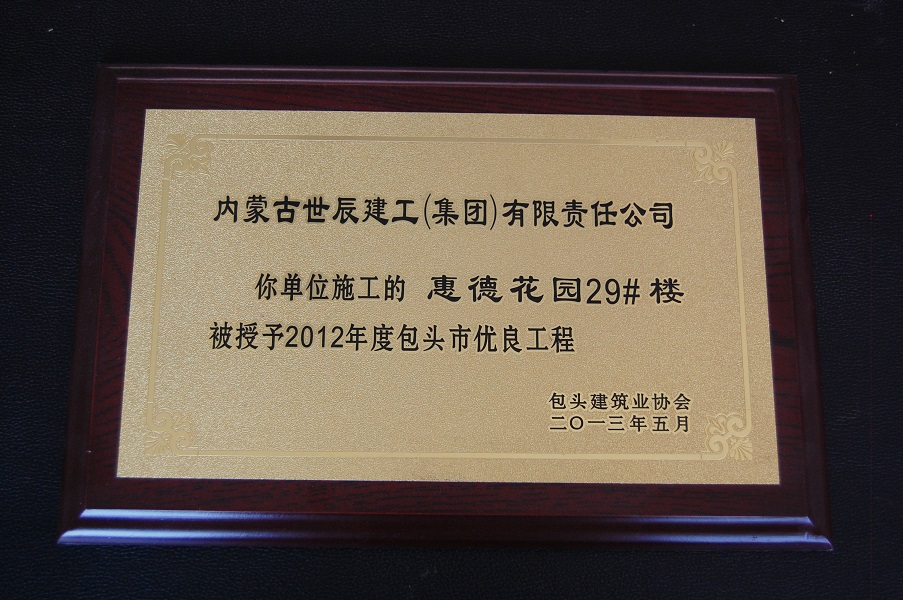 内蒙古世辰建工(集团)有限责任公司
你单位施工的 惠德花园29#楼
被授予2012年度包头市优良工程
包头建筑业协会
二〇一三年五月